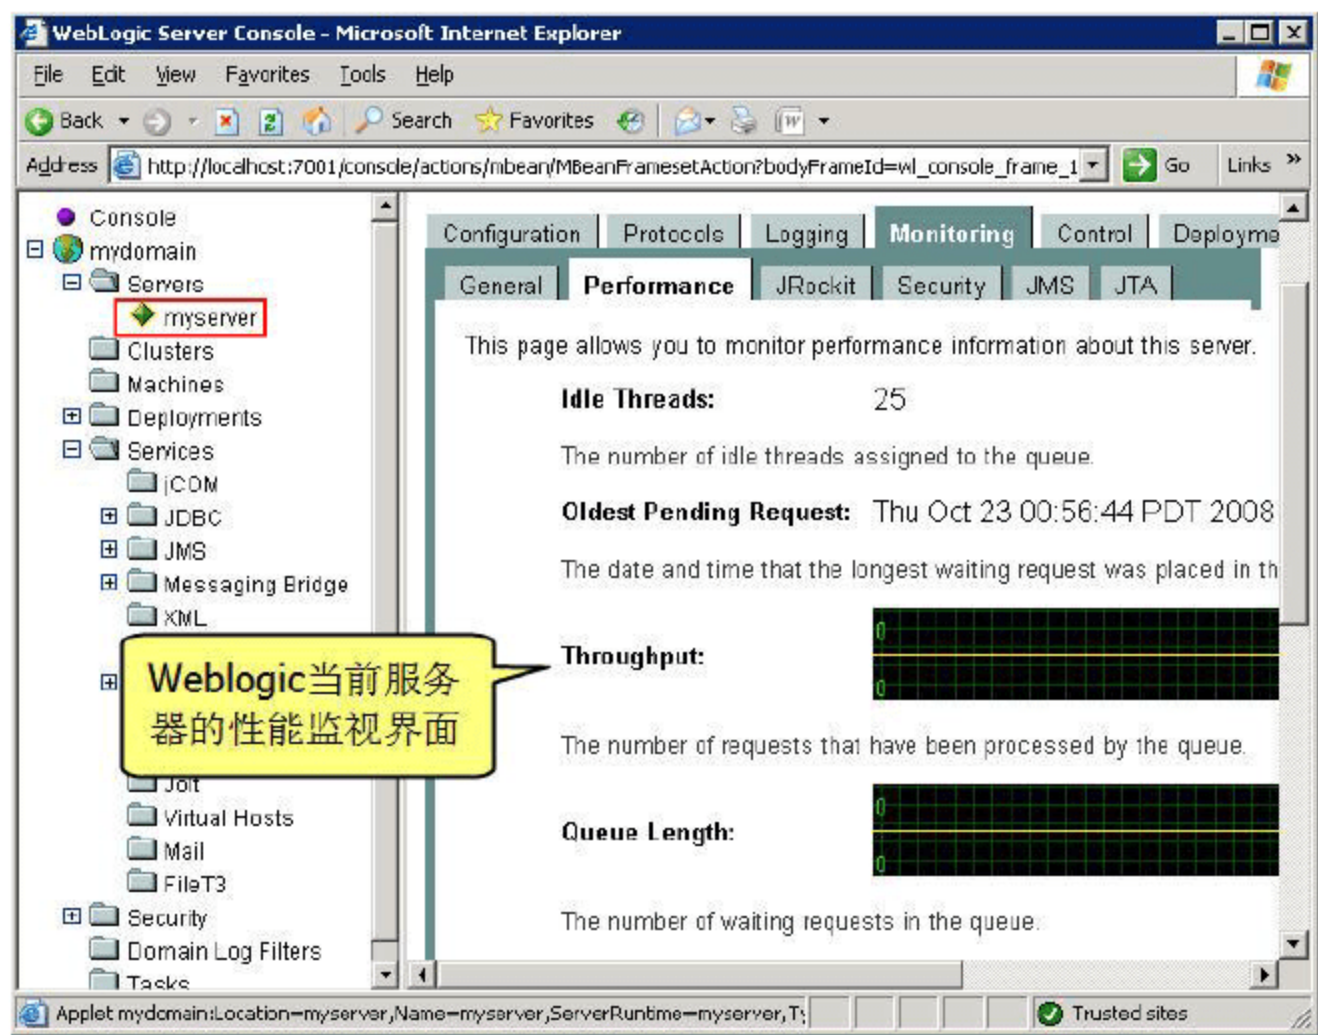 WebLogic Server Console - Microsoft Internet Explorer
File Edit View Favorites Tools Help
Back Search Favorites
Address http://localhost:7001/console/actions/mbean/MBeanFramesetAction?bodyFrameId=wl_console_frame_1 Go Links »
Console
mydomain
Servers
myserver
Clusters
Machines
Deployments
Services
jCOM
JDBC
JMS
Messaging Bridge
XML
Jolt
Virtual Hosts
Mail
FileT3
Security
Domain Log Filters
Tasks
Weblogic当前服务
器的性能监视界面
Configuration Protocols Logging Monitoring Control Deployme
General Performance JRockit Security JMS JTA
This page allows you to monitor performance information about this server.
Idle Threads: 25
The number of idle threads assigned to the queue.
Oldest Pending Request: Thu Oct 23 00:56:44 PDT 2008
The date and time that the longest waiting request was placed in th
0
Throughput:
0
The number of requests that have been processed by the queue.
0
Queue Length:
0
The number of waiting requests in the queue.
Applet mydomain:Location=myserver,Name=myserver,ServerRuntime=myserver,Ty Trusted sites